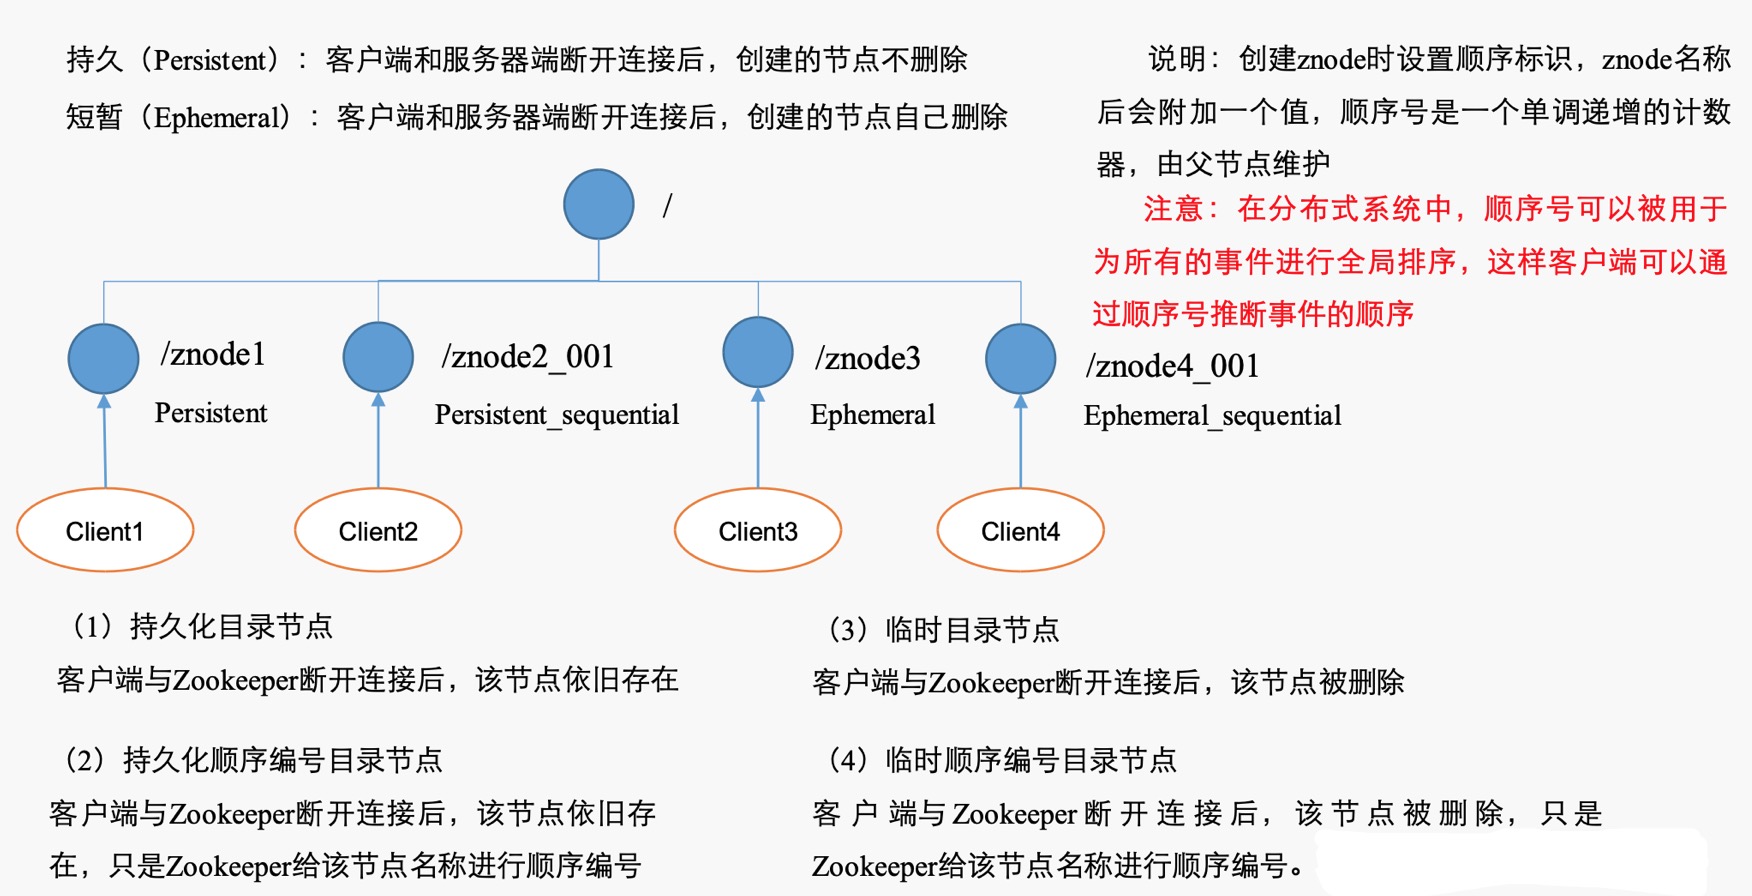 持久（Persistent）：客户端和服务器端断开连接后，创建的节点不删除
短暂（Ephemeral）：客户端和服务器端断开连接后，创建的节点自己删除
说明：创建znode时设置顺序标识，znode名称
后会附加一个值，顺序号是一个单调递增的计数
器，由父节点维护
注意：在分布式系统中，顺序号可以被用于
为所有的事件进行全局排序，这样客户端可以通
过顺序号推断事件的顺序
/
/znode1
Persistent
/znode2_001
Persistent_sequential
/znode3
Ephemeral
/znode4_001
Ephemeral_sequential
Client1
Client2
Client3
Client4
（1）持久化目录节点
客户端与Zookeeper断开连接后，该节点依旧存在
（2）持久化顺序编号目录节点
客户端与Zookeeper断开连接后，该节点依旧存
在，只是Zookeeper给该节点名称进行顺序编号
（3）临时目录节点
客户端与Zookeeper断开连接后，该节点被删除
（4）临时顺序编号目录节点
客户端与Zookeeper断开连接后，该节点被删除，只是
Zookeeper给该节点名称进行顺序编号。